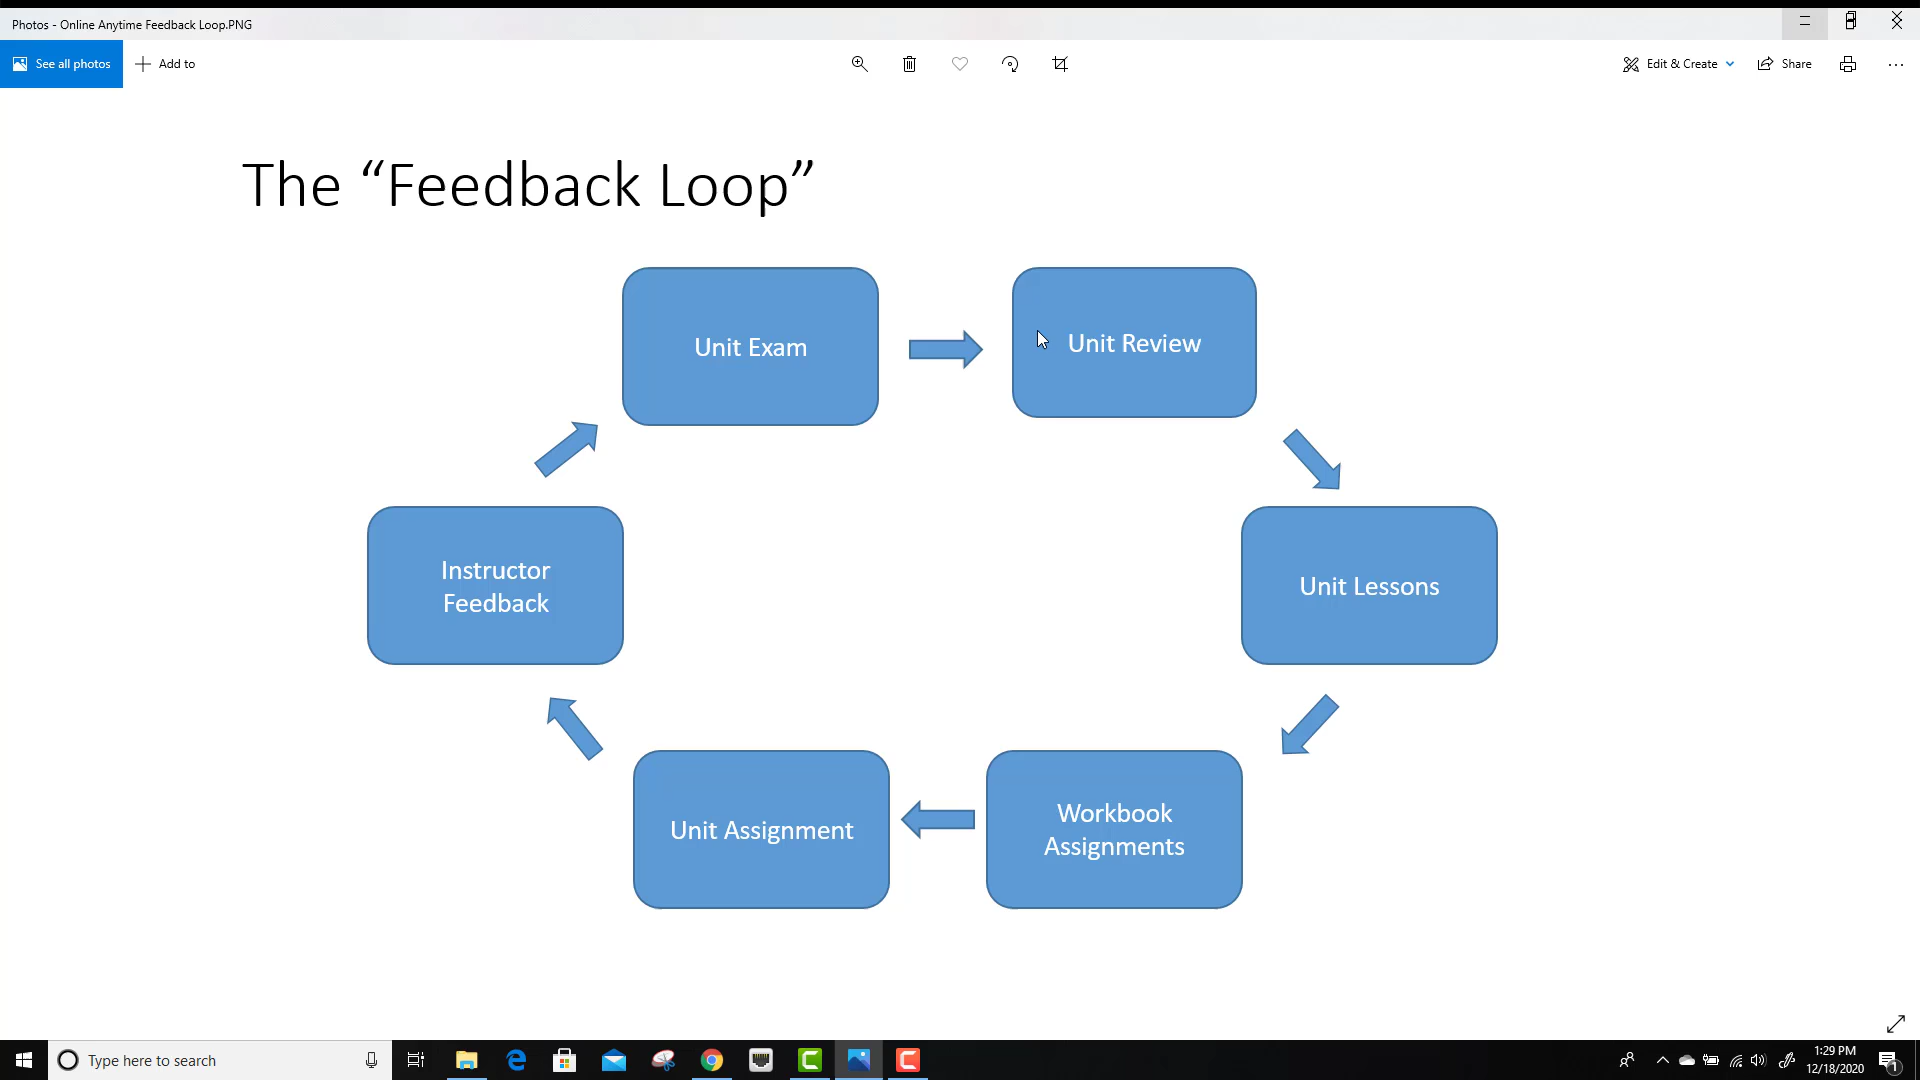 Photos - Online Anytime Feedback Loop.PNG
See all photos
Add to
Edit & Create
Share
The “Feedback Loop”
Unit Exam
Unit Review
Instructor
Feedback
Unit Lessons
Unit Assignment
Workbook
Assignments
Type here to search
1:29 PM
12/18/2020
1